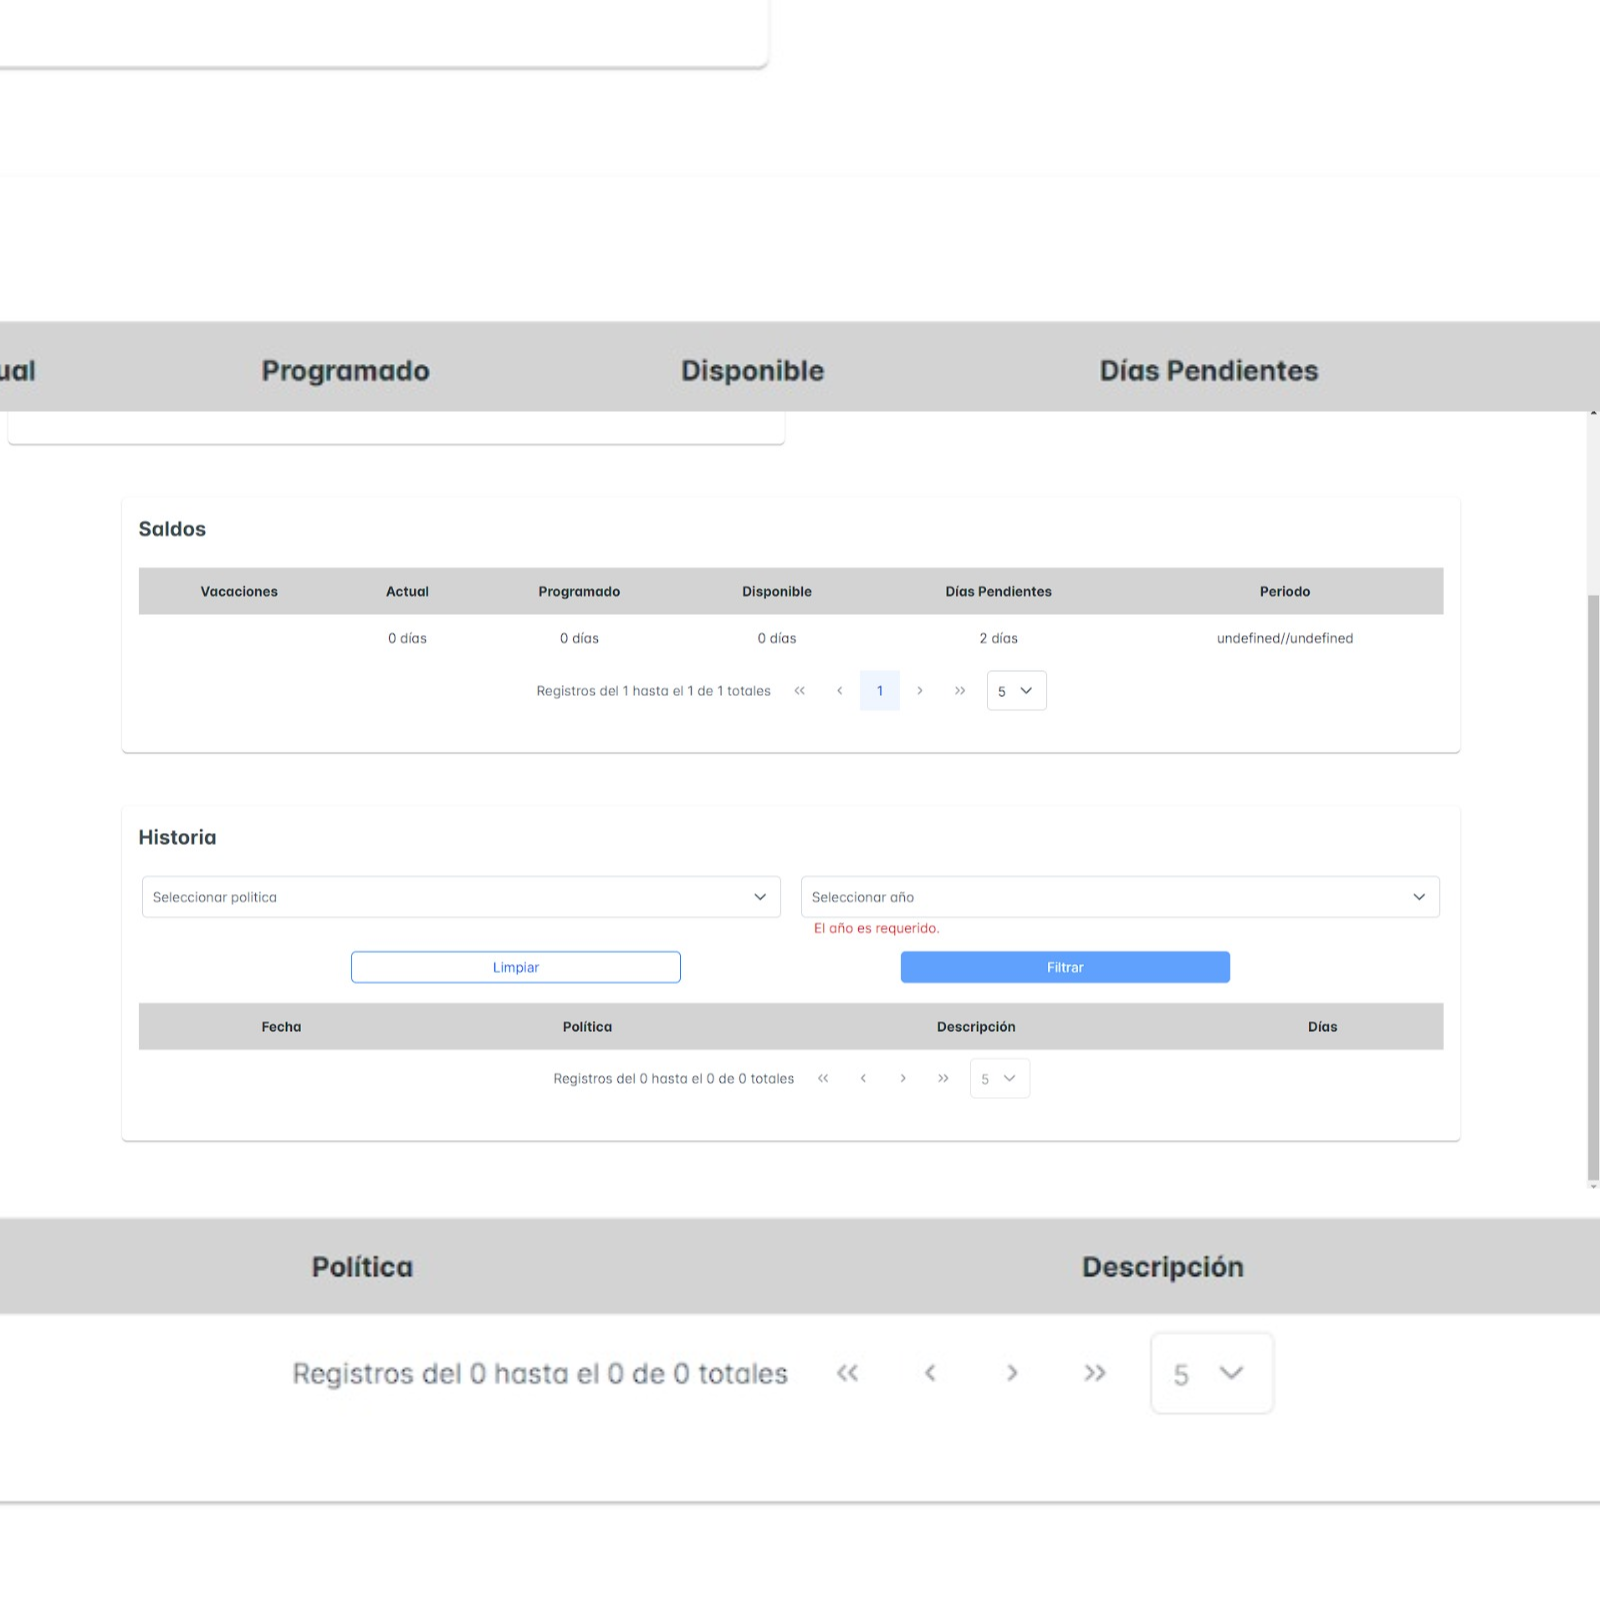 ual Programado Disponible Días Pendientes
Saldos
Vacaciones Actual Programado Disponible Días Pendientes Periodo
0 días 0 días 0 días 2 días undefined//undefined
Registros del 1 hasta el 1 de 1 totales « ‹ 1 › » 5
Historia
Seleccionar politica Seleccionar año
El año es requerido.
Limpiar Filtrar
Fecha Política Descripción Días
Registros del 0 hasta el 0 de 0 totales « ‹ › » 5
Política Descripción
Registros del 0 hasta el 0 de 0 totales « ‹ › » 5